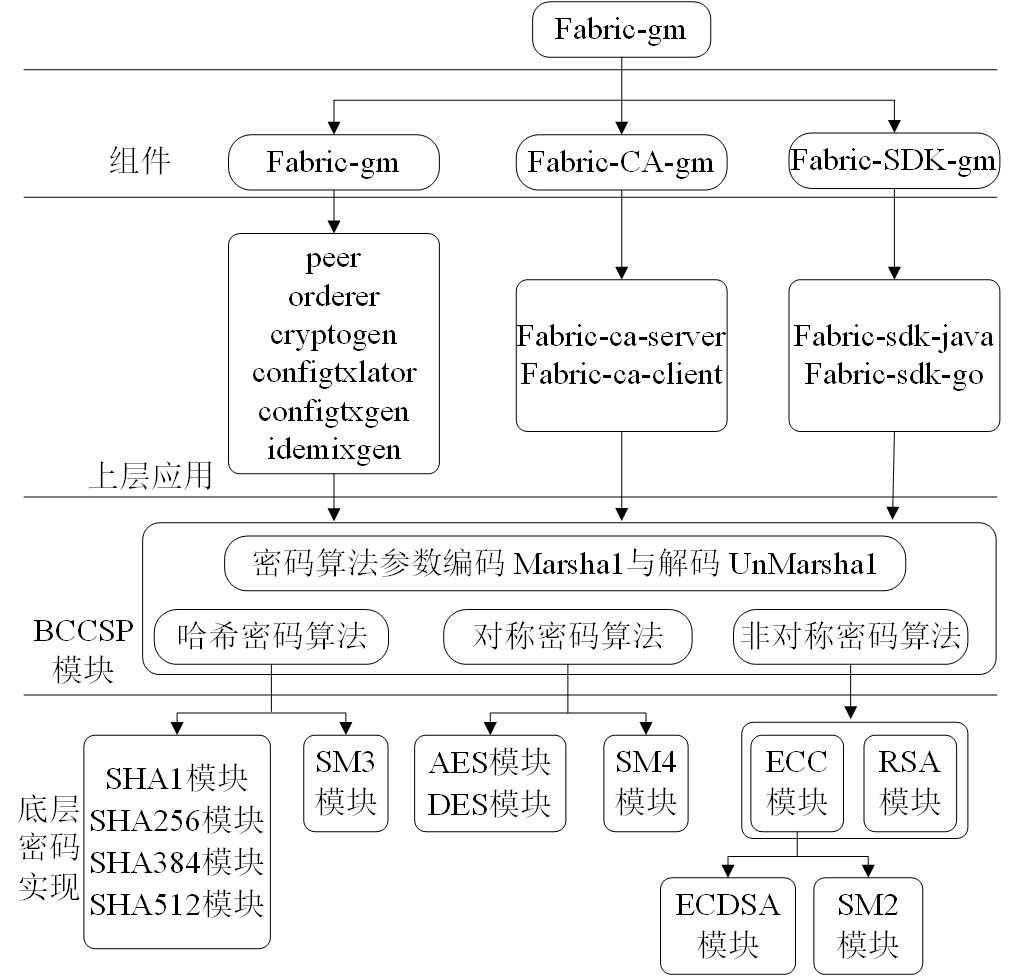 Fabric-gm
组件
Fabric-gm
Fabric-CA-gm
Fabric-SDK-gm
peer
orderer
cryptogen
configtxlator
configtxgen
idemixgen
Fabric-ca-server
Fabric-ca-client
Fabric-sdk-java
Fabric-sdk-go
上层应用
密码算法参数编码 Marsha1与解码 UnMarsha1
BCCSP
模块
哈希密码算法
对称密码算法
非对称密码算法
底层
密码
实现
SHA1模块
SHA256模块
SHA384模块
SHA512模块
SM3
模块
AES模块
DES模块
SM4
模块
ECC
模块
RSA
模块
ECDSA
模块
SM2
模块